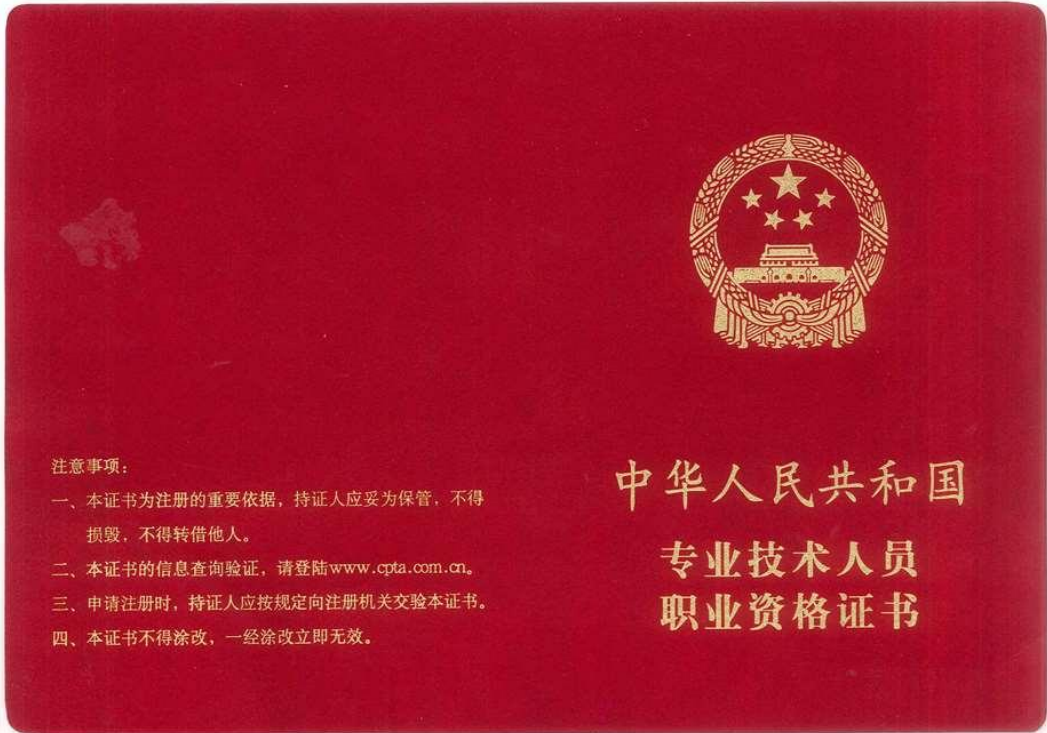 注意事项：
一、本证书为注册的重要依据，持证人应妥为保管，不得
损毁，不得转借他人。
二、本证书的信息查询验证，请登陆www.cpta.com.cn。
三、申请注册时，持证人应按规定向注册机关交验本证书。
四、本证书不得涂改，一经涂改立即无效。
中华人民共和国
专业技术人员
职业资格证书